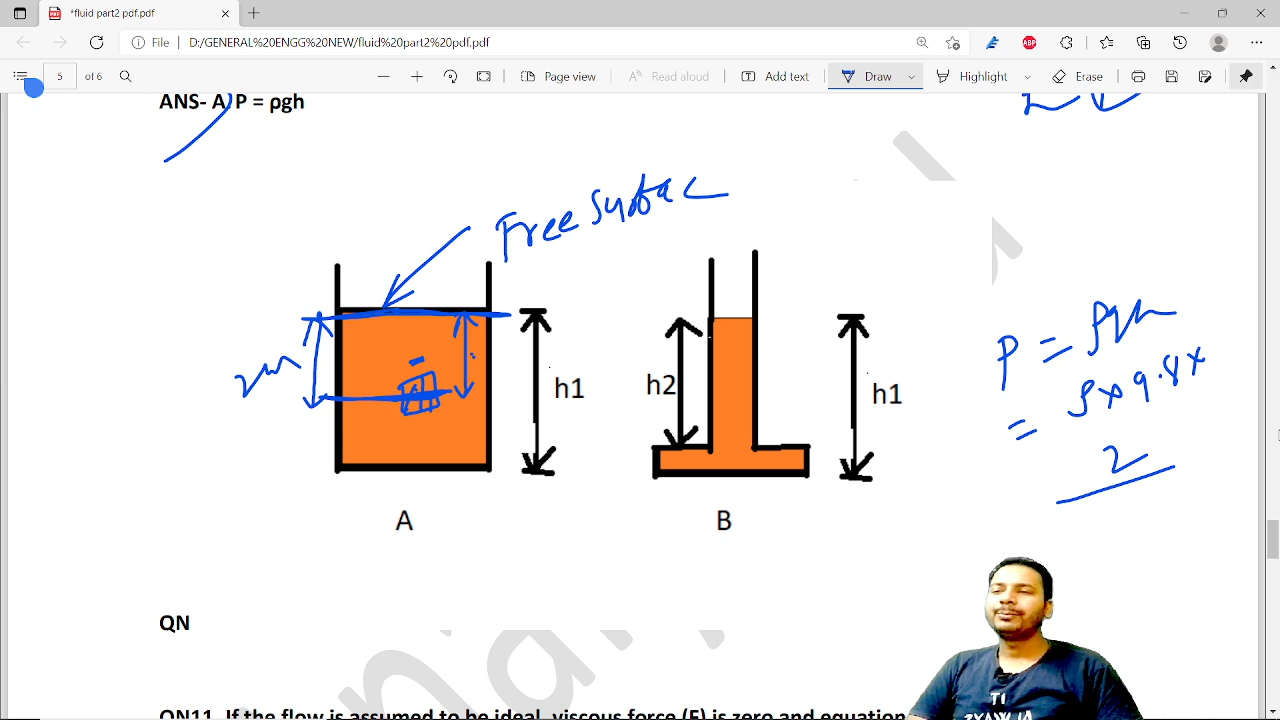 *fluid part2 pdf.pdf
File | D:/GENERAL%20ENGG%20NEW/fluid%20part2%20pdf.pdf
5 of 6 Page view Read aloud Add text Draw Highlight Erase
ANS- A) P = ρgh
Free Surfac
P = ρgh
= ρ x 9.8 x
2
2m
h1
h2
h1
A
B
QN
QN11. If the flow is assumed to be ideal, viscous force (F) is zero and equation